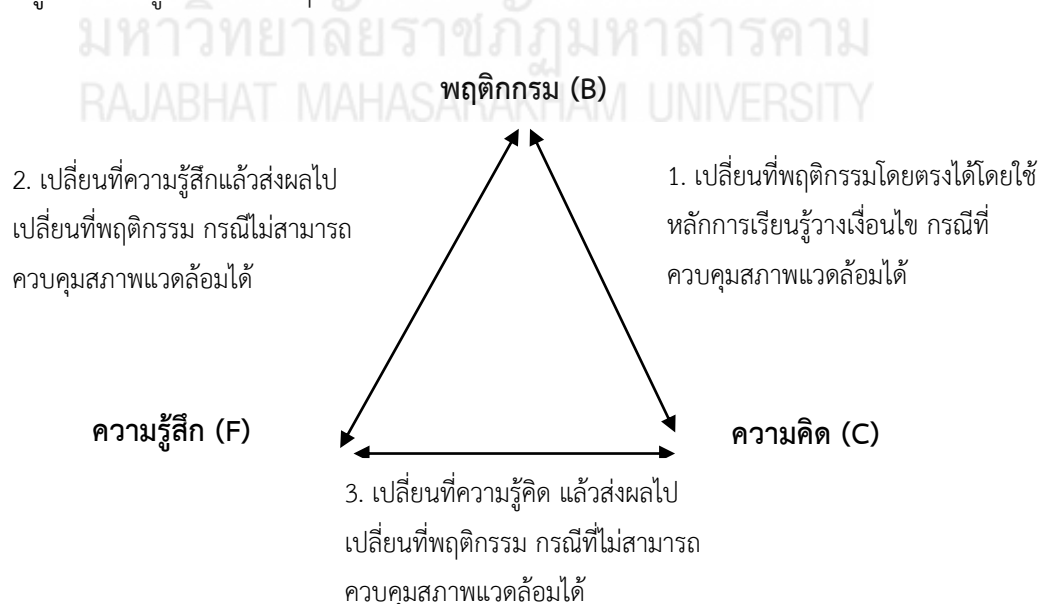 มหาวิทยาลัยราชภัฏมหาสารคาม
RAJABHAT MAHASARAKHAM UNIVERSITY
พฤติกกรม (B)
2. เปลี่ยนที่ความรู้สึกแล้วส่งผลไป
เปลี่ยนที่พฤติกรรม กรณีไม่สามารถ
ควบคุมสภาพแวดล้อมได้
1. เปลี่ยนที่พฤติกรรมโดยตรงได้โดยใช้
หลักการเรียนรู้วางเงื่อนไข กรณีที่
ควบคุมสภาพแวดล้อมได้
ความรู้สึก (F)
ความคิด (C)
3. เปลี่ยนที่ความรู้คิด แล้วส่งผลไป
เปลี่ยนที่พฤติกรรม กรณีที่ไม่สามารถ
ควบคุมสภาพแวดล้อมได้